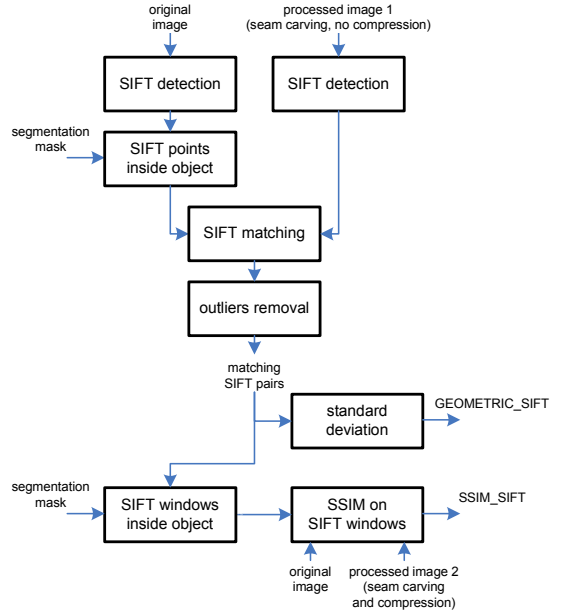 original
image
processed image 1
(seam carving, no compression)
SIFT detection
SIFT detection
segmentation
mask
SIFT points
inside object
SIFT matching
outliers removal
matching
SIFT pairs
standard
deviation
GEOMETRIC_SIFT
segmentation
mask
SIFT windows
inside object
SSIM on
SIFT windows
SSIM_SIFT
original
image
processed image 2
(seam carving
and compression)